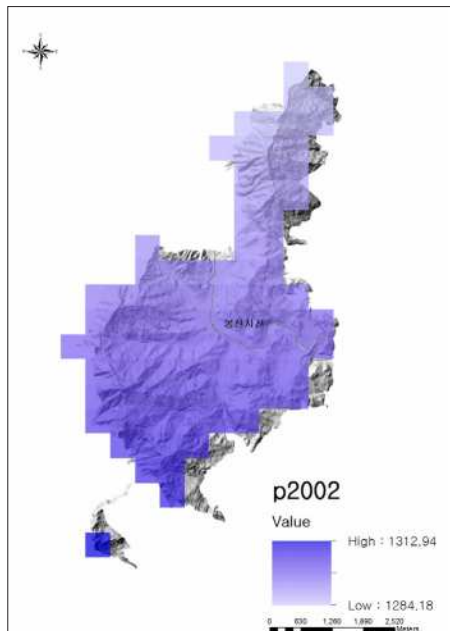 p2002
Value
High : 1312.94
Low : 1284.18
0 630 1,260 1,890 2,520
Meters